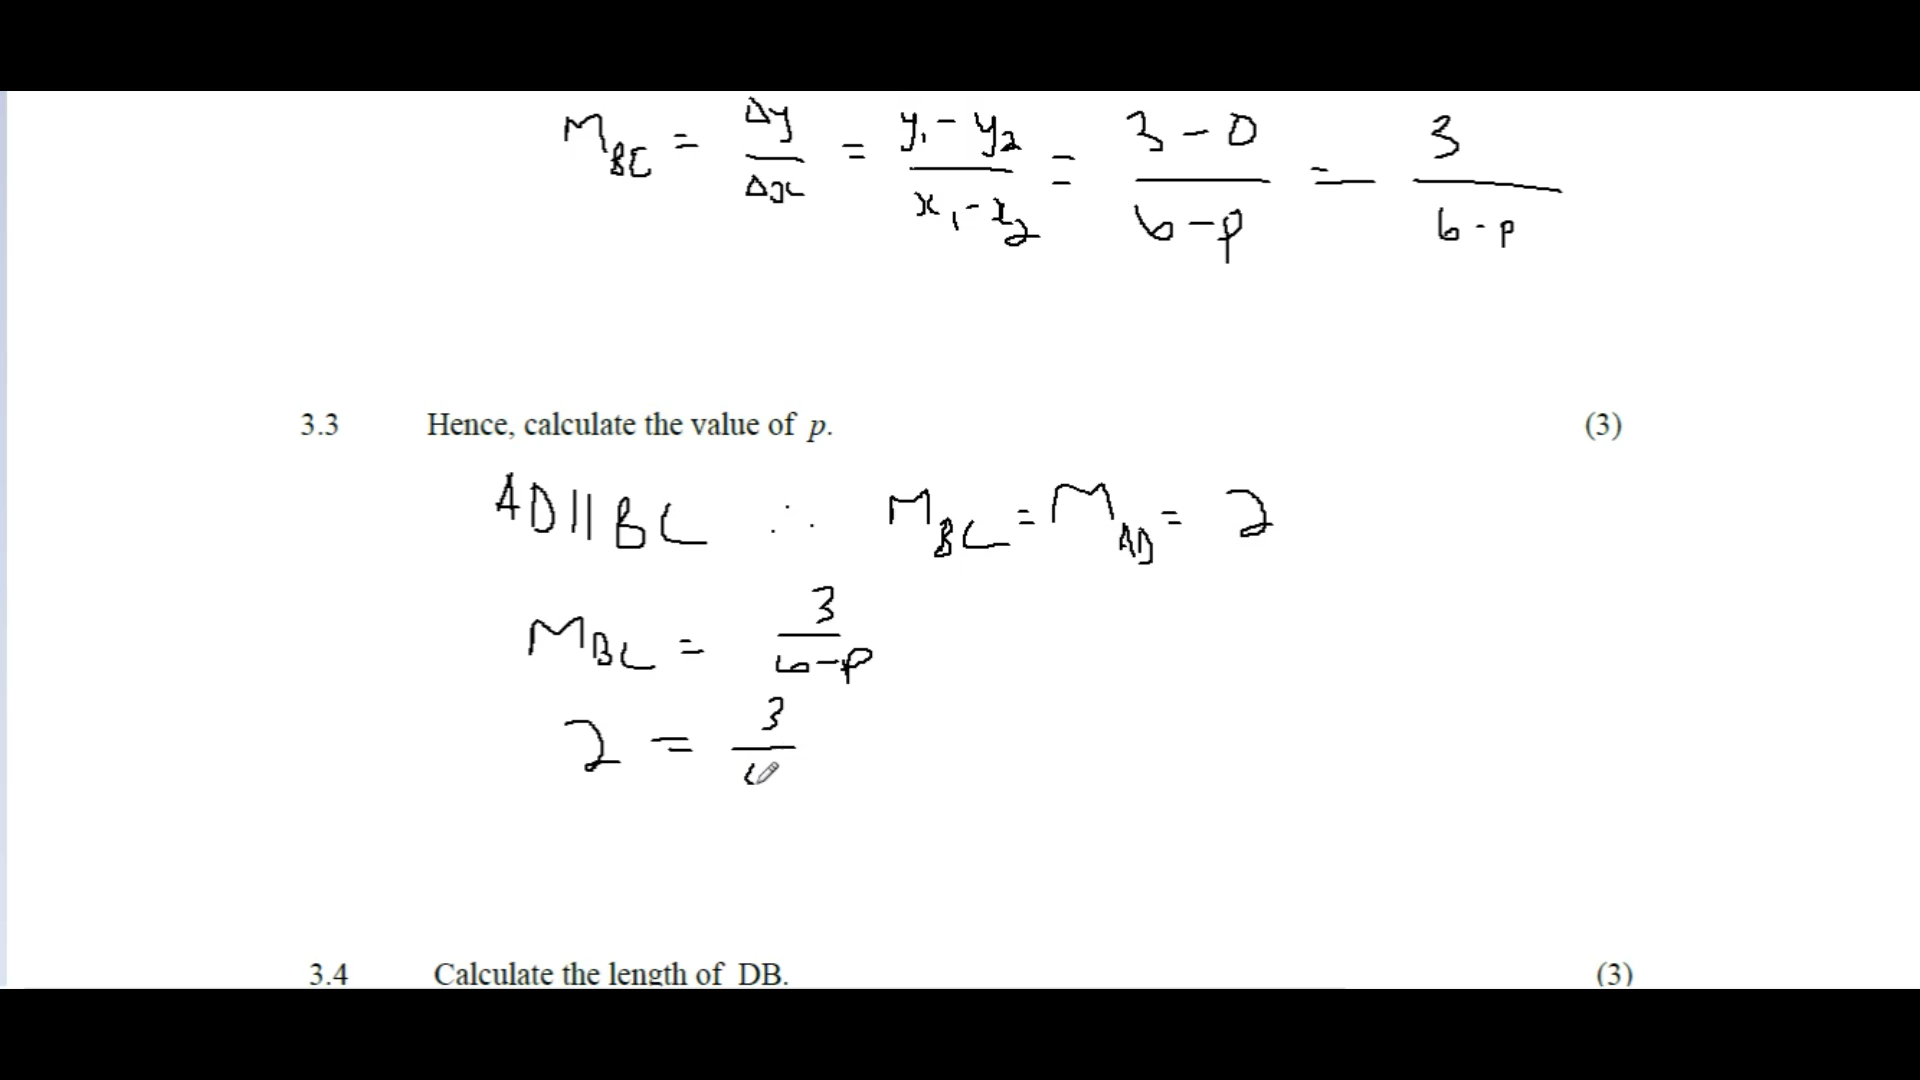 M_BC = Δy/Δx = y₁ - y₂/x₁ - x₂ = 3 - 0/6 - p = 3/6 - p
3.3 Hence, calculate the value of p. (3)
AD||BC ∴ M_BC = M_AD = 2
M_BC = 3/6 - p
2 = 3/
3.4 Calculate the length of DB. (3)